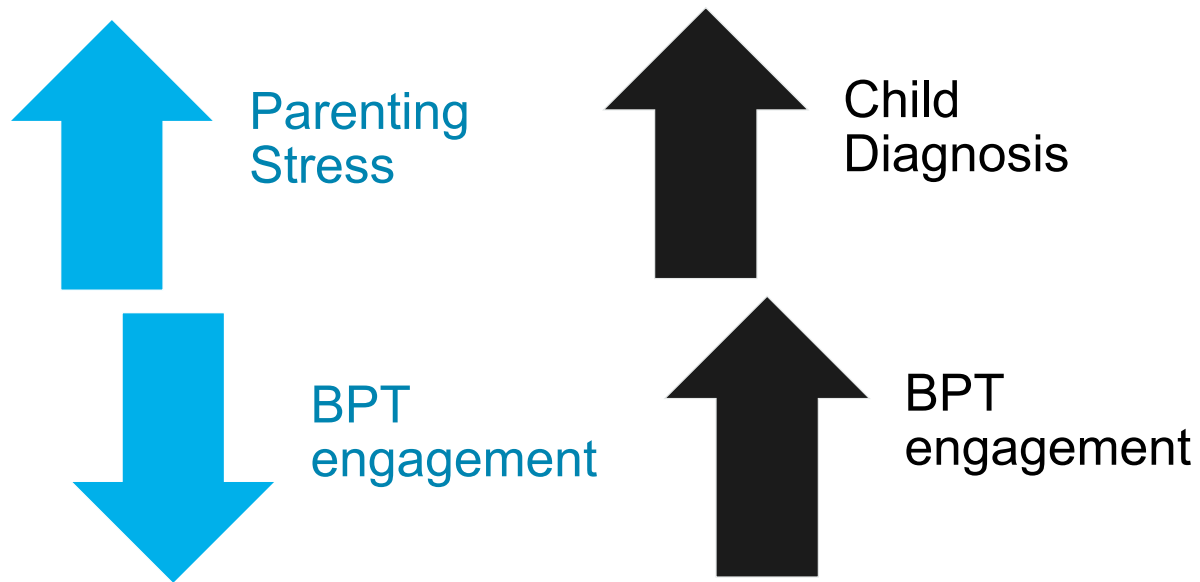 Parenting
Stress
BPT
engagement
Child
Diagnosis
BPT
engagement